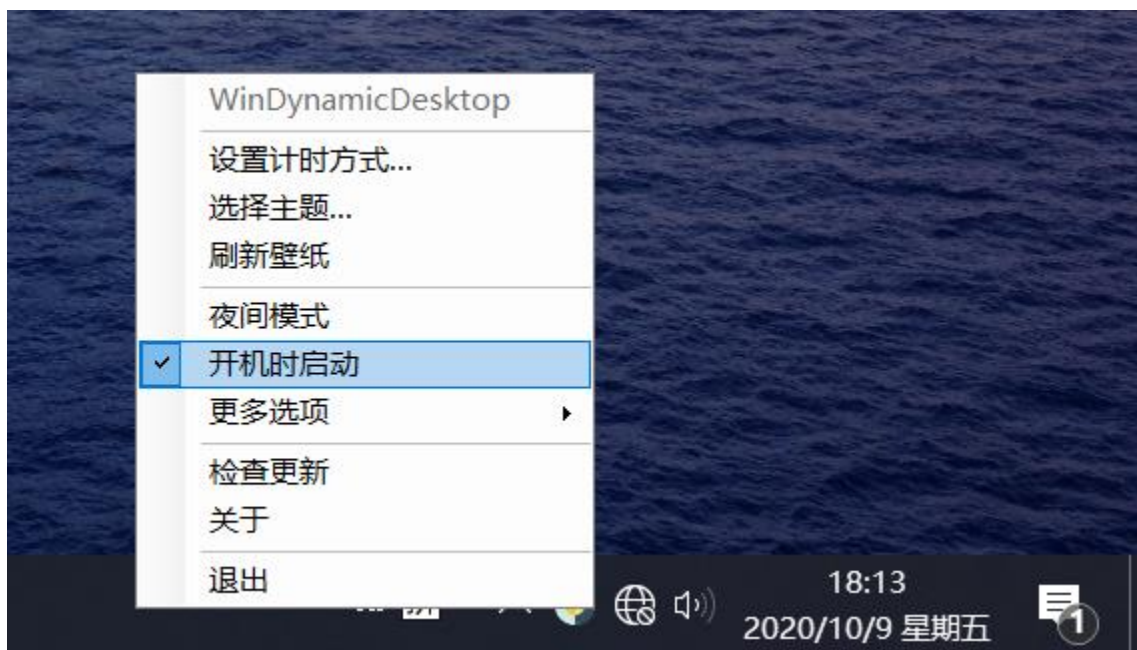 WinDynamicDesktop
设置计时方式...
选择主题...
刷新壁纸
夜间模式
开机时启动
更多选项
检查更新
关于
退出
18:13
2020/10/9 星期五
1